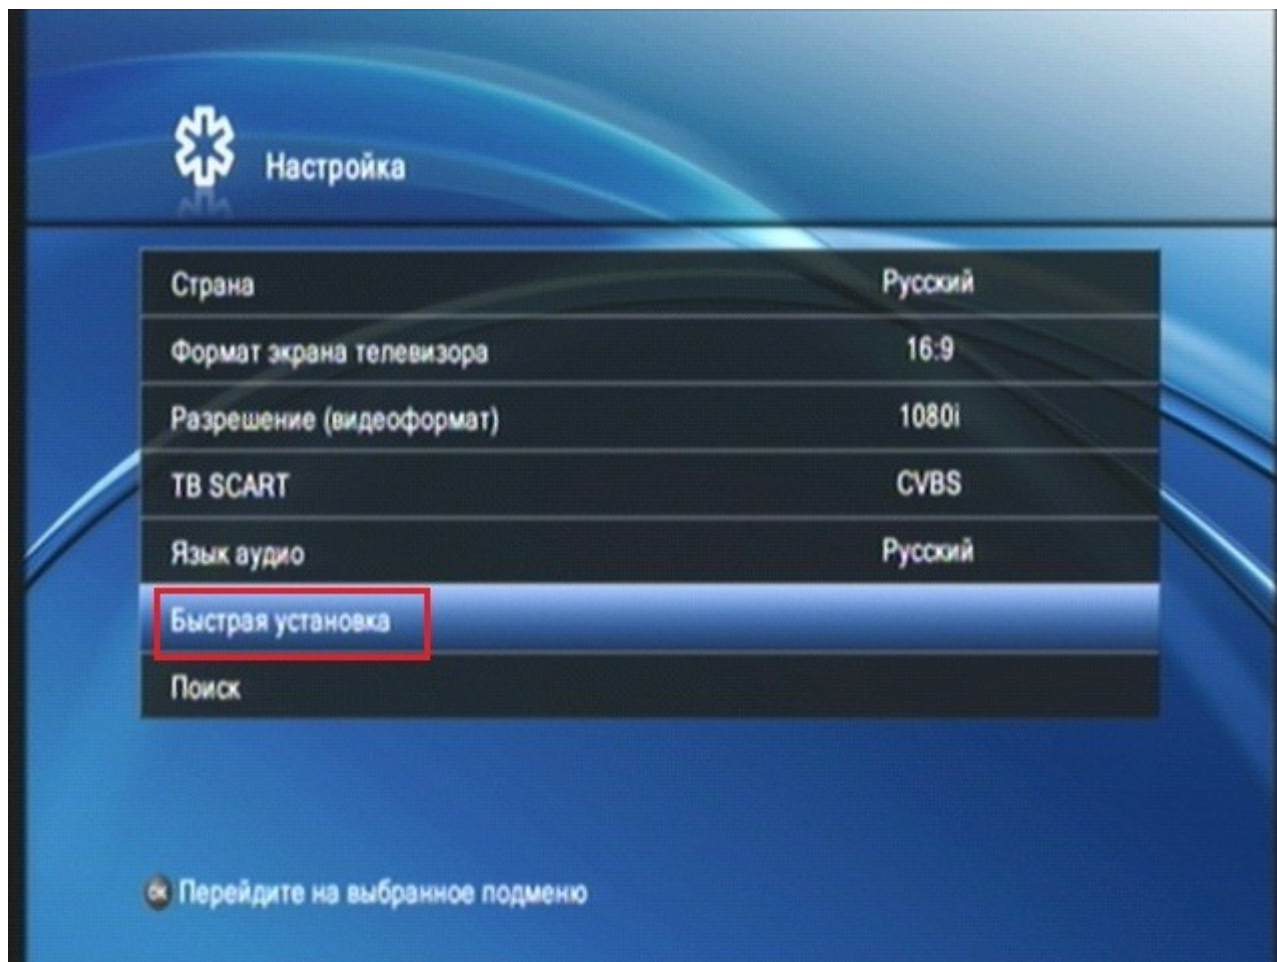 Настройка
Страна Русский
Формат экрана телевизора 16:9
Разрешение (видеоформат) 1080i
ТВ SCART CVBS
Язык аудио Русский
Быстрая установка
Поиск
OK Перейдите на выбранное подменю